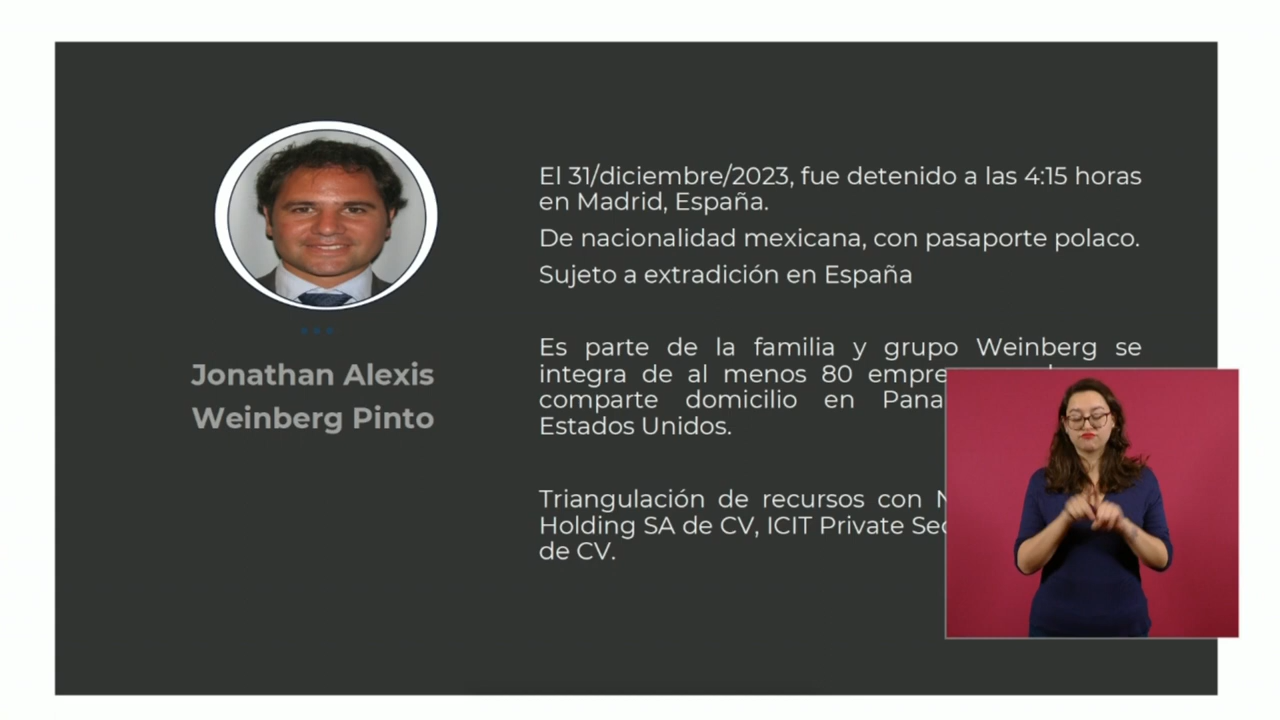 El 31/diciembre/2023, fue detenido a las 4:15 horas
en Madrid, España.
De nacionalidad mexicana, con pasaporte polaco.
Sujeto a extradición en España
Es parte de la familia y grupo Weinberg se
integra de al menos 80
comparte domicilio en
Estados Unidos.
Triangulación de recursos con
Holding SA de CV, ICIT Private
de CV.
Jonathan Alexis
Weinberg Pinto